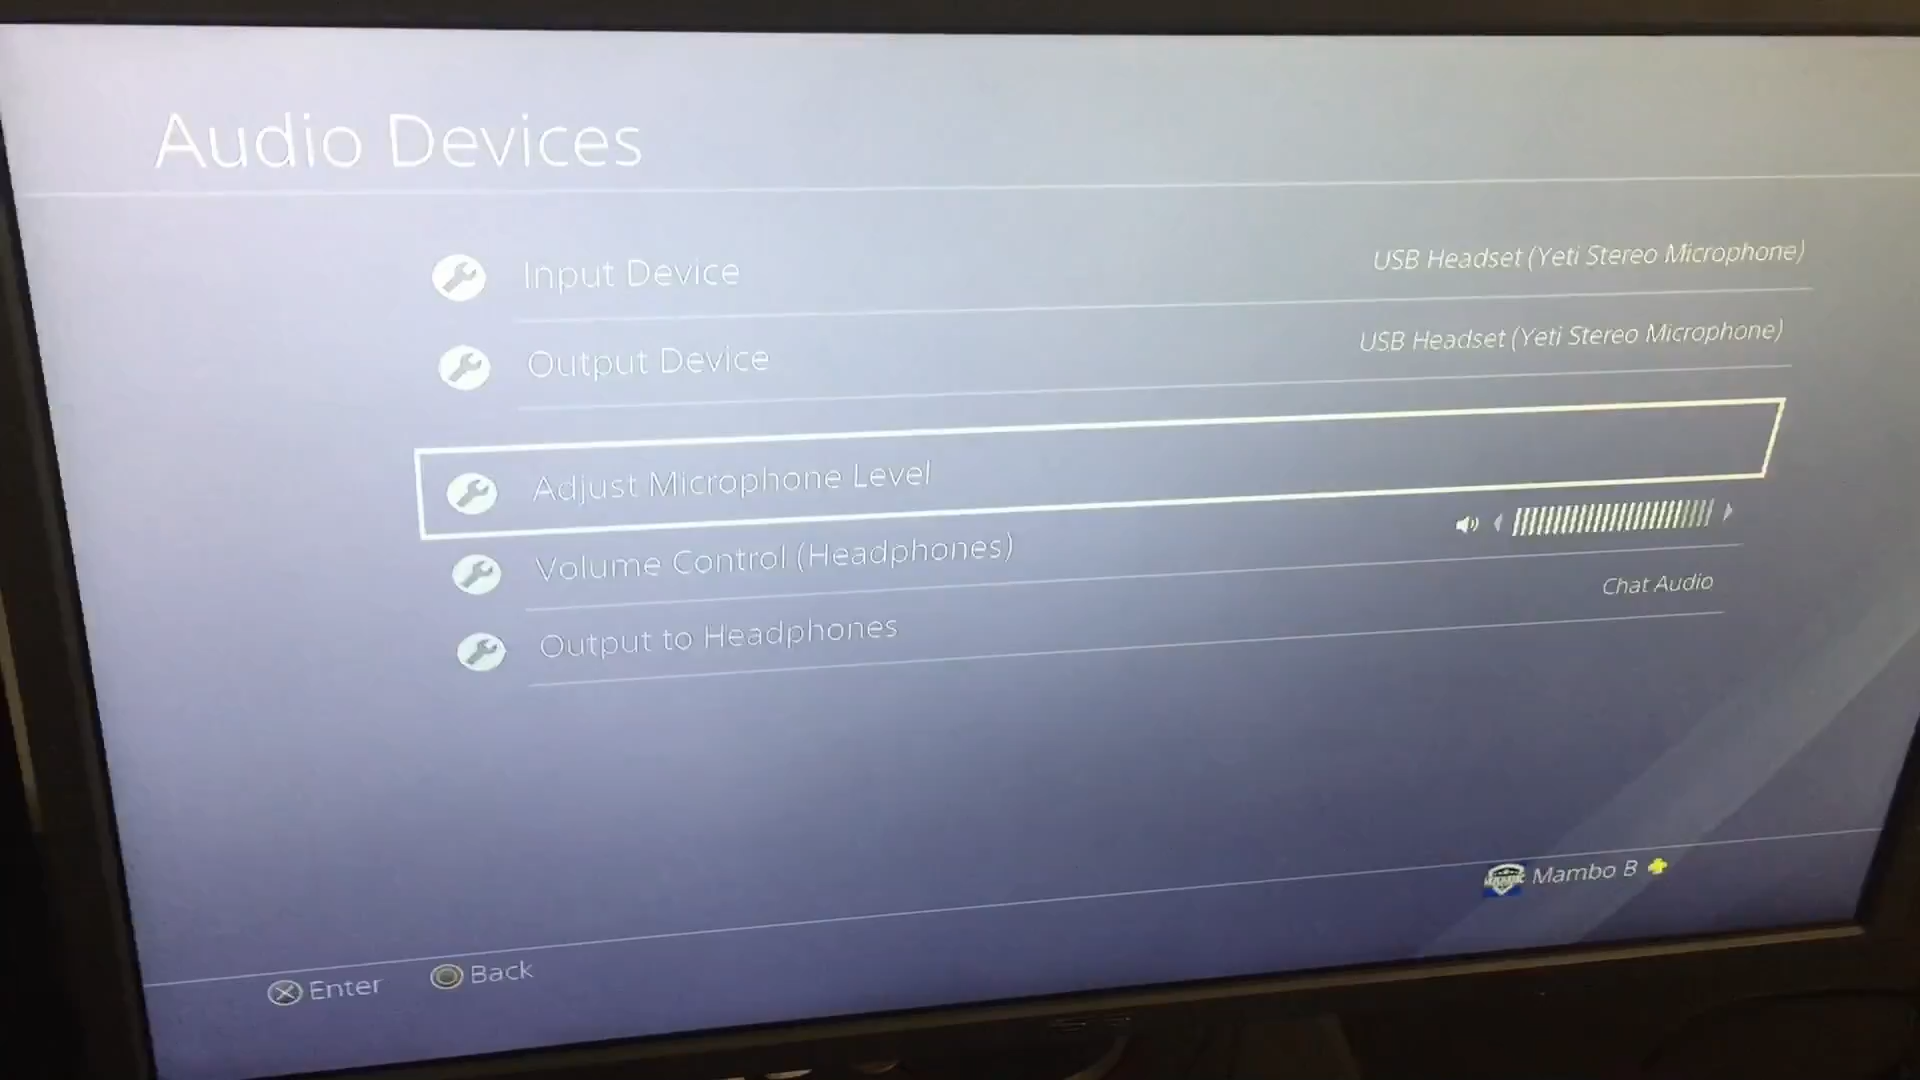 Audio Devices
Input Device USB Headset (Yeti Stereo Microphone)
Output Device USB Headset (Yeti Stereo Microphone)
Adjust Microphone Level
Volume Control (Headphones)
Output to Headphones Chat Audio
Mambo B
Enter Back